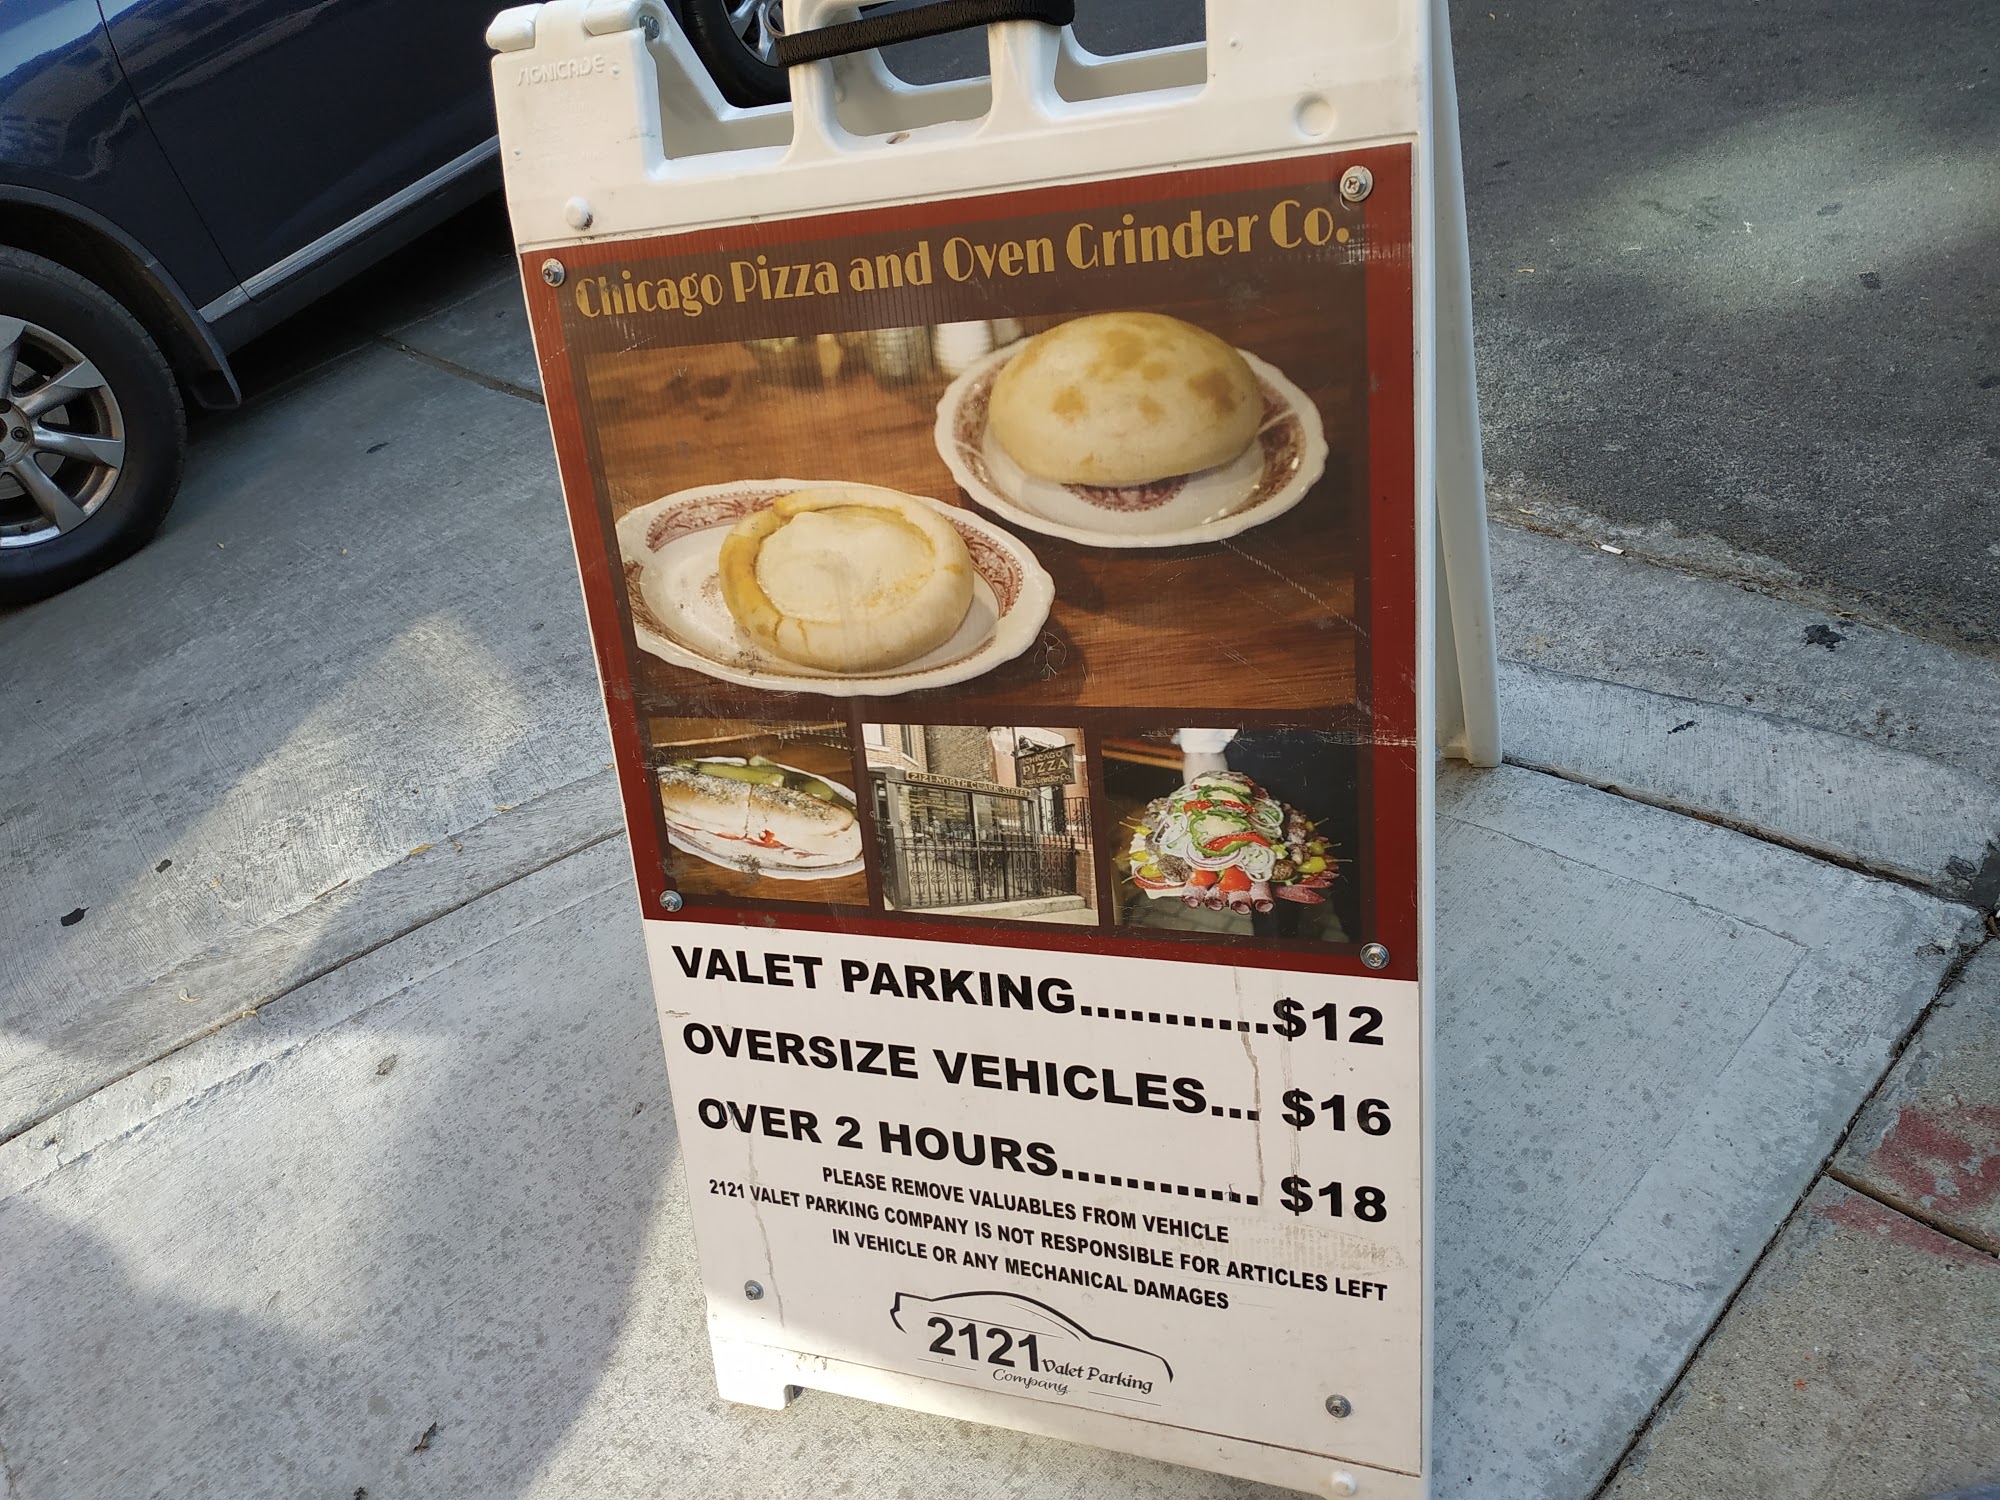 SIGNICADE
Chicago Pizza and Oven Grinder Co.
2121 NORTH CLARK STREET
CHICAGO
PIZZA
Oven Grinder Co.
VALET PARKING...........$12
OVERSIZE VEHICLES... $16
OVER 2 HOURS............ $18
PLEASE REMOVE VALUABLES FROM VEHICLE
2121 VALET PARKING COMPANY IS NOT RESPONSIBLE FOR ARTICLES LEFT
IN VEHICLE OR ANY MECHANICAL DAMAGES
2121 Valet Parking
Company